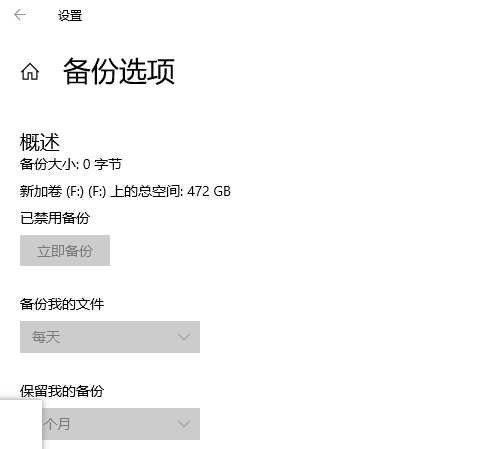 设置
备份选项
概述
备份大小: 0 字节
新加卷 (F:) (F:) 上的总空间: 472 GB
已禁用备份
立即备份
备份我的文件
每天
保留我的备份
个月